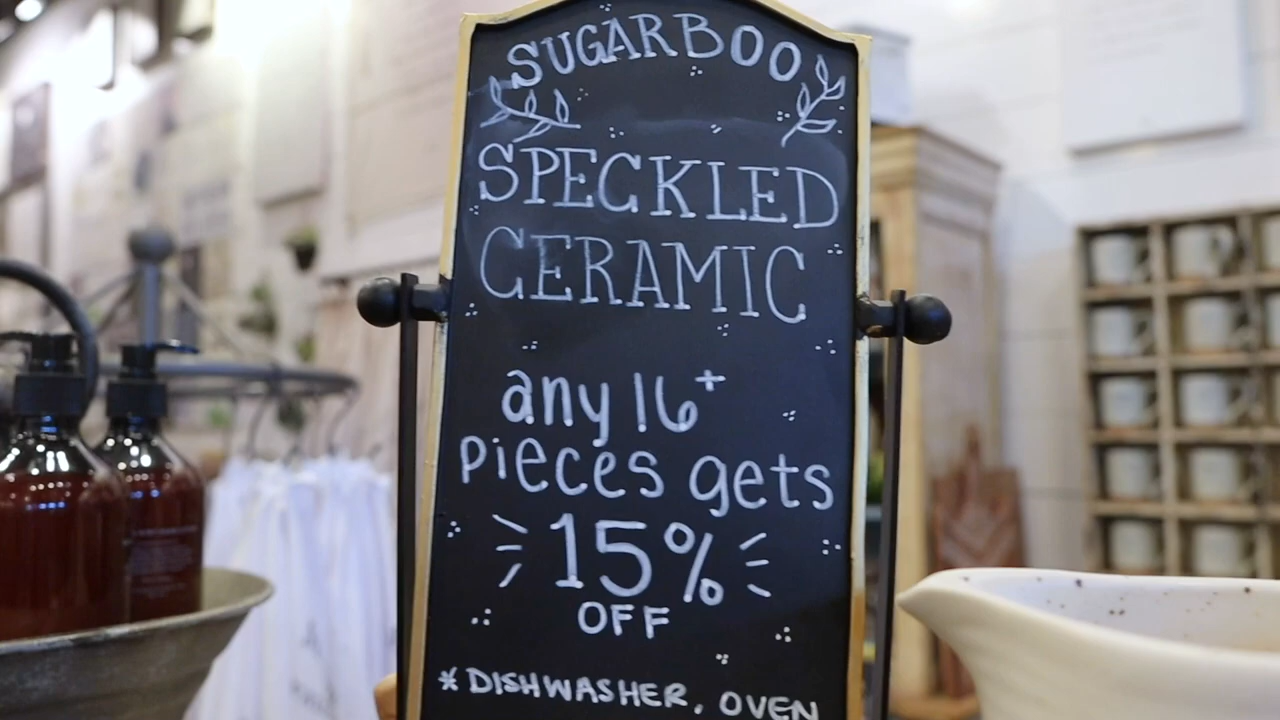 SUGARBOO
SPECKLED
CERAMIC
any 16+
pieces gets
15%
OFF
* DISHWASHER, OVEN